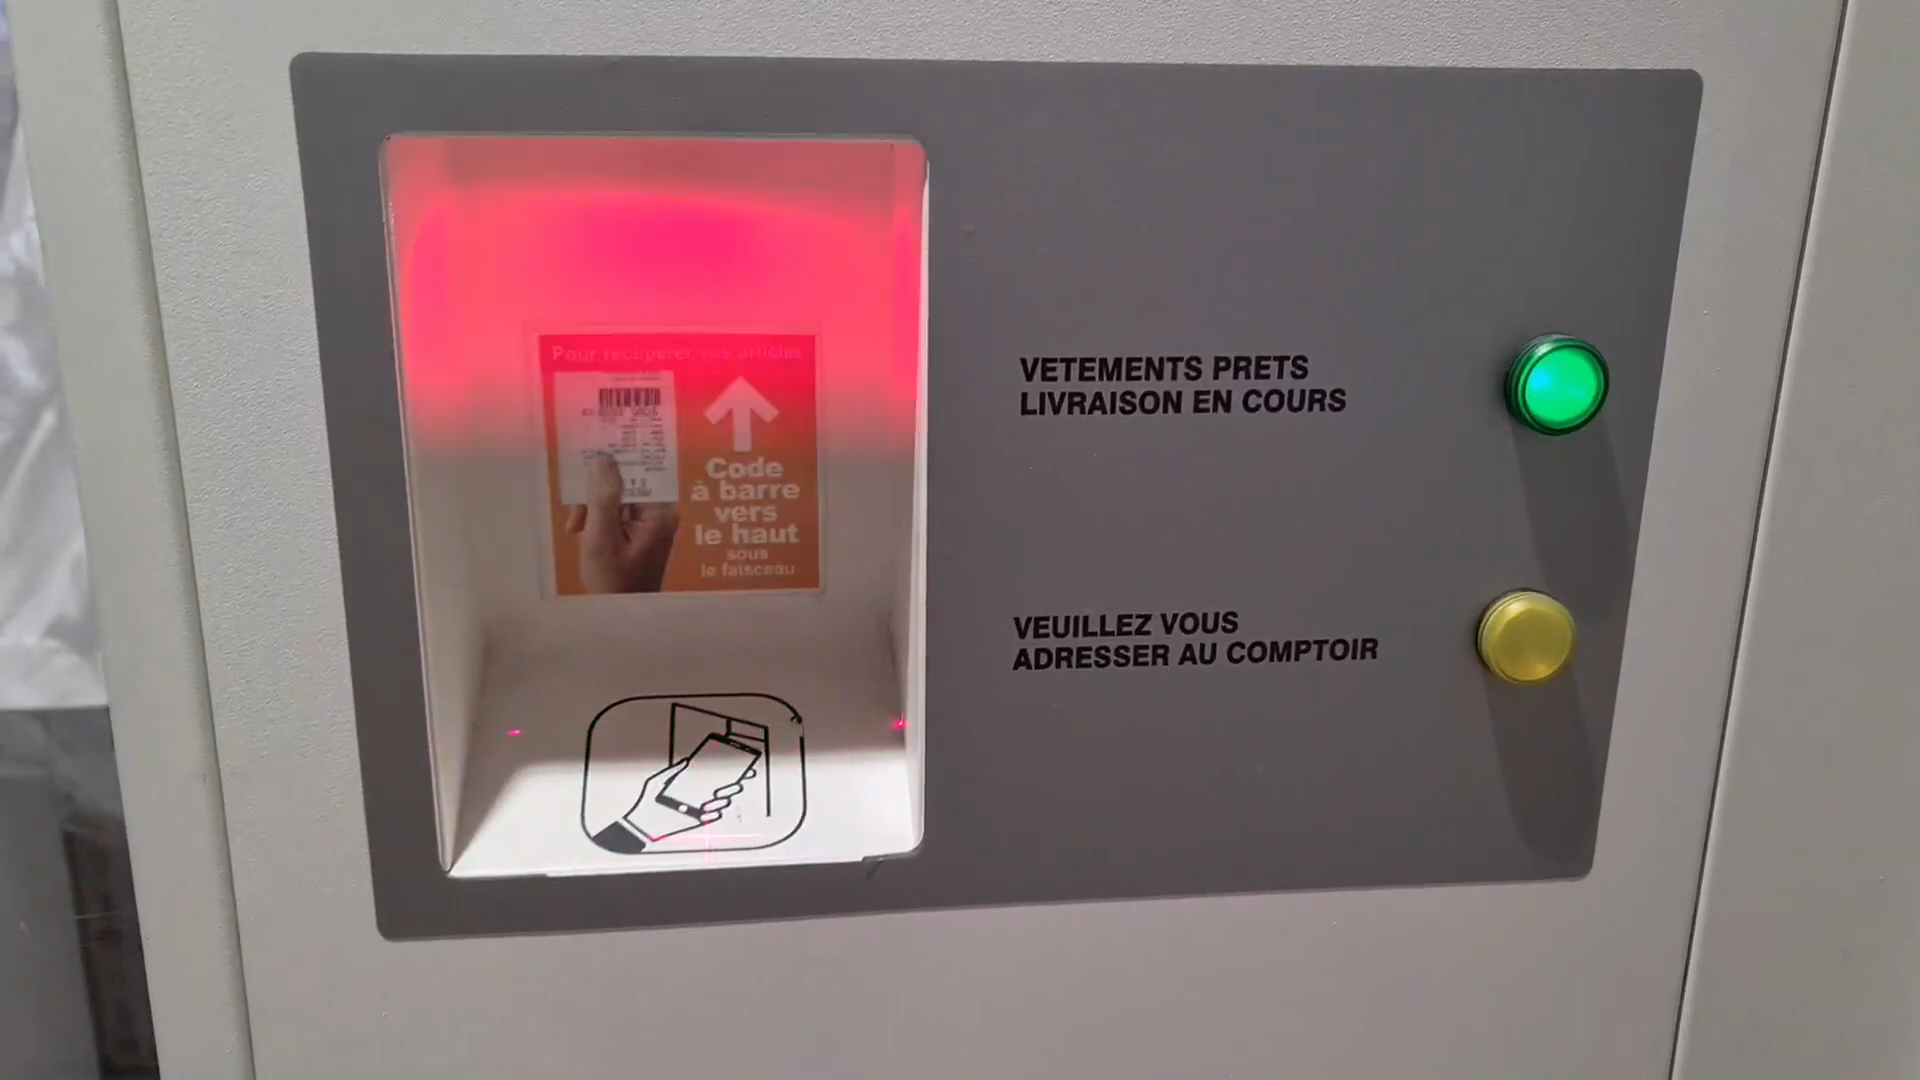 Pour récupérer vos articles
Code
à barre
vers
le haut
sous
le faisceau
VETEMENTS PRETS
LIVRAISON EN COURS
VEUILLEZ VOUS
ADRESSER AU COMPTOIR